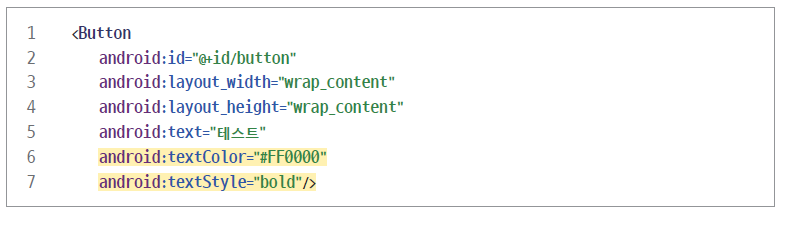 1 <Button
2 android:id="@+id/button"
3 android:layout_width="wrap_content"
4 android:layout_height="wrap_content"
5 android:text="테스트"
6 android:textColor="#FF0000"
7 android:textStyle="bold"/>